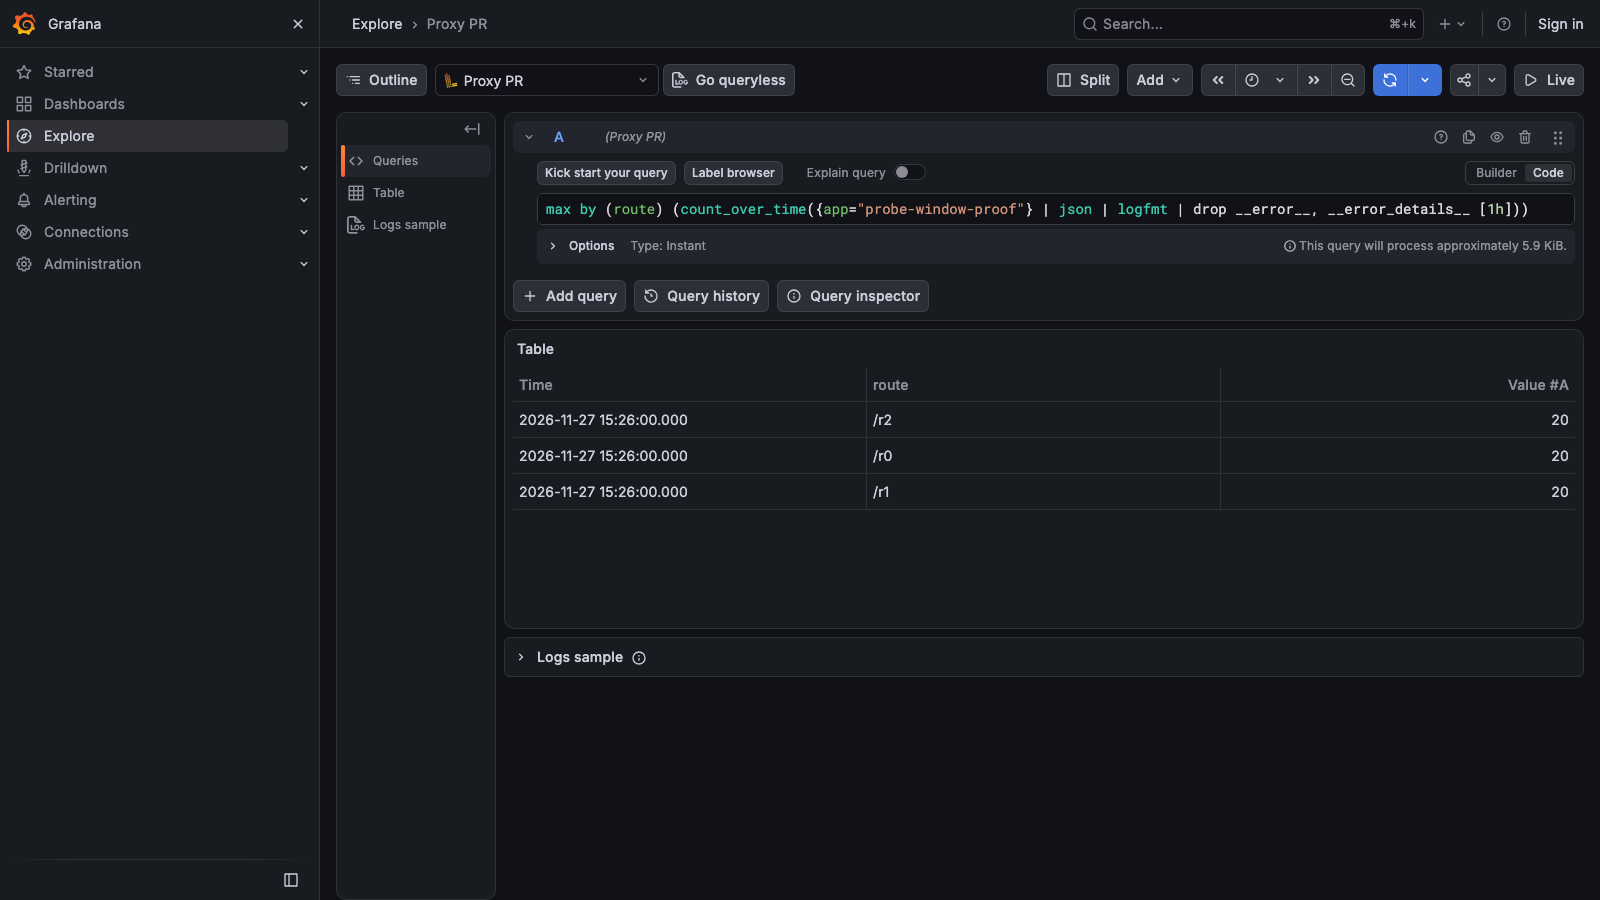 Grafana
Explore › Proxy PR
Search...
⌘+k
Sign in
Starred
Dashboards
Explore
Drilldown
Alerting
Connections
Administration
Outline
Proxy PR
Go queryless
Split
Add
Live
Queries
Table
Logs sample
A (Proxy PR)
Kick start your query
Label browser
Explain query
Builder
Code
max by (route) (count_over_time({app="probe-window-proof"} | json | logfmt | drop __error__, __error_details__ [1h]))
Options Type: Instant
This query will process approximately 5.9 KiB.
Add query
Query history
Query inspector
Table
Time route Value #A
2026-11-27 15:26:00.000 /r2 20
2026-11-27 15:26:00.000 /r0 20
2026-11-27 15:26:00.000 /r1 20
Logs sample